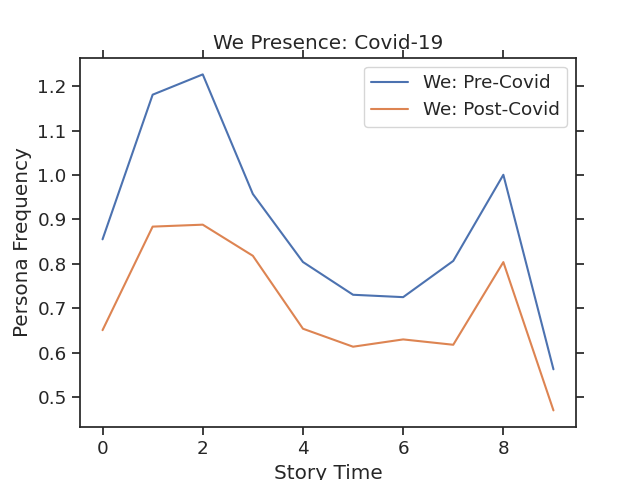 We Presence: Covid-19
We: Pre-Covid
We: Post-Covid
Persona Frequency
1.2
1.1
1.0
0.9
0.8
0.7
0.6
0.5
0 2 4 6 8
Story Time